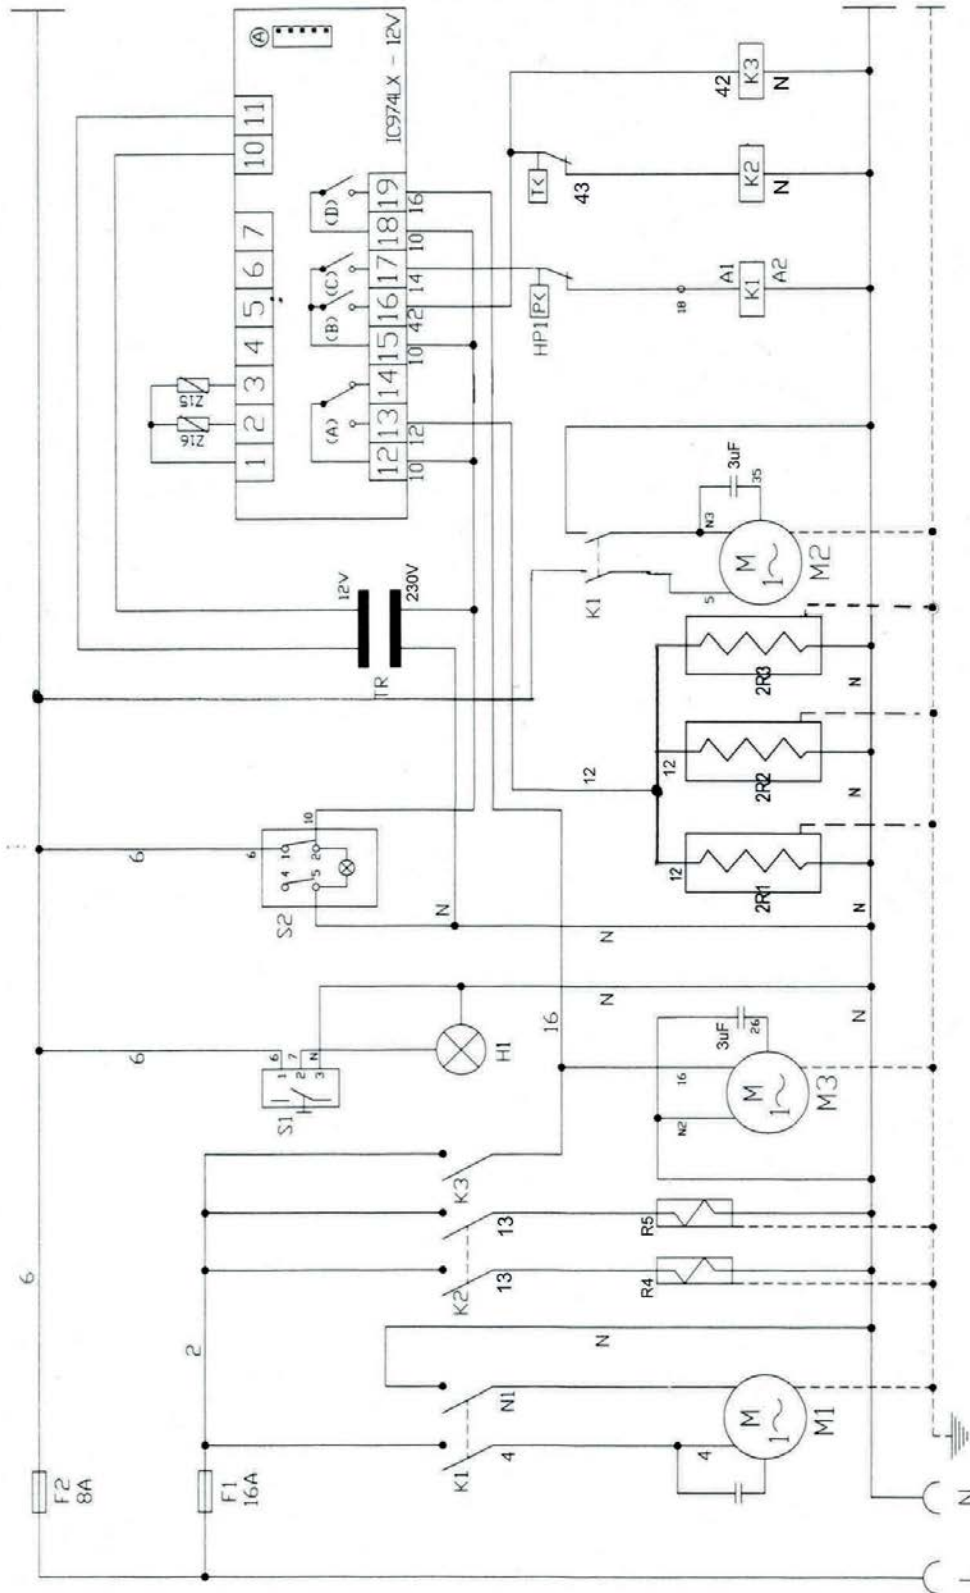 6
F2
8A
6
6
2
F1
16A
Z16
Z15
1
2
3
4
5
6
7
10
11
A
6
7
N
1
2
3
S1
6
10
4
1
5
2
S2
TR
12V
230V
(A)
(B)
(C)
(D)
12
13
14
15
16
17
18
19
10
12
10
42
14
10
16
IC974LX - 12V
K1
K2
K3
N
H1
4
N1
13
13
16
N
N
12
K1
HP1
P<
T<
43
N
R4
R5
N2
16
3uF
26
12
12
5
N3
3uF
35
18
4
M
1~
M1
M
1~
M3
2R1
2R2
2R3
M
1~
M2
A1
K1
A2
K2
N
42
K3
N
N
N
N
N
L
N